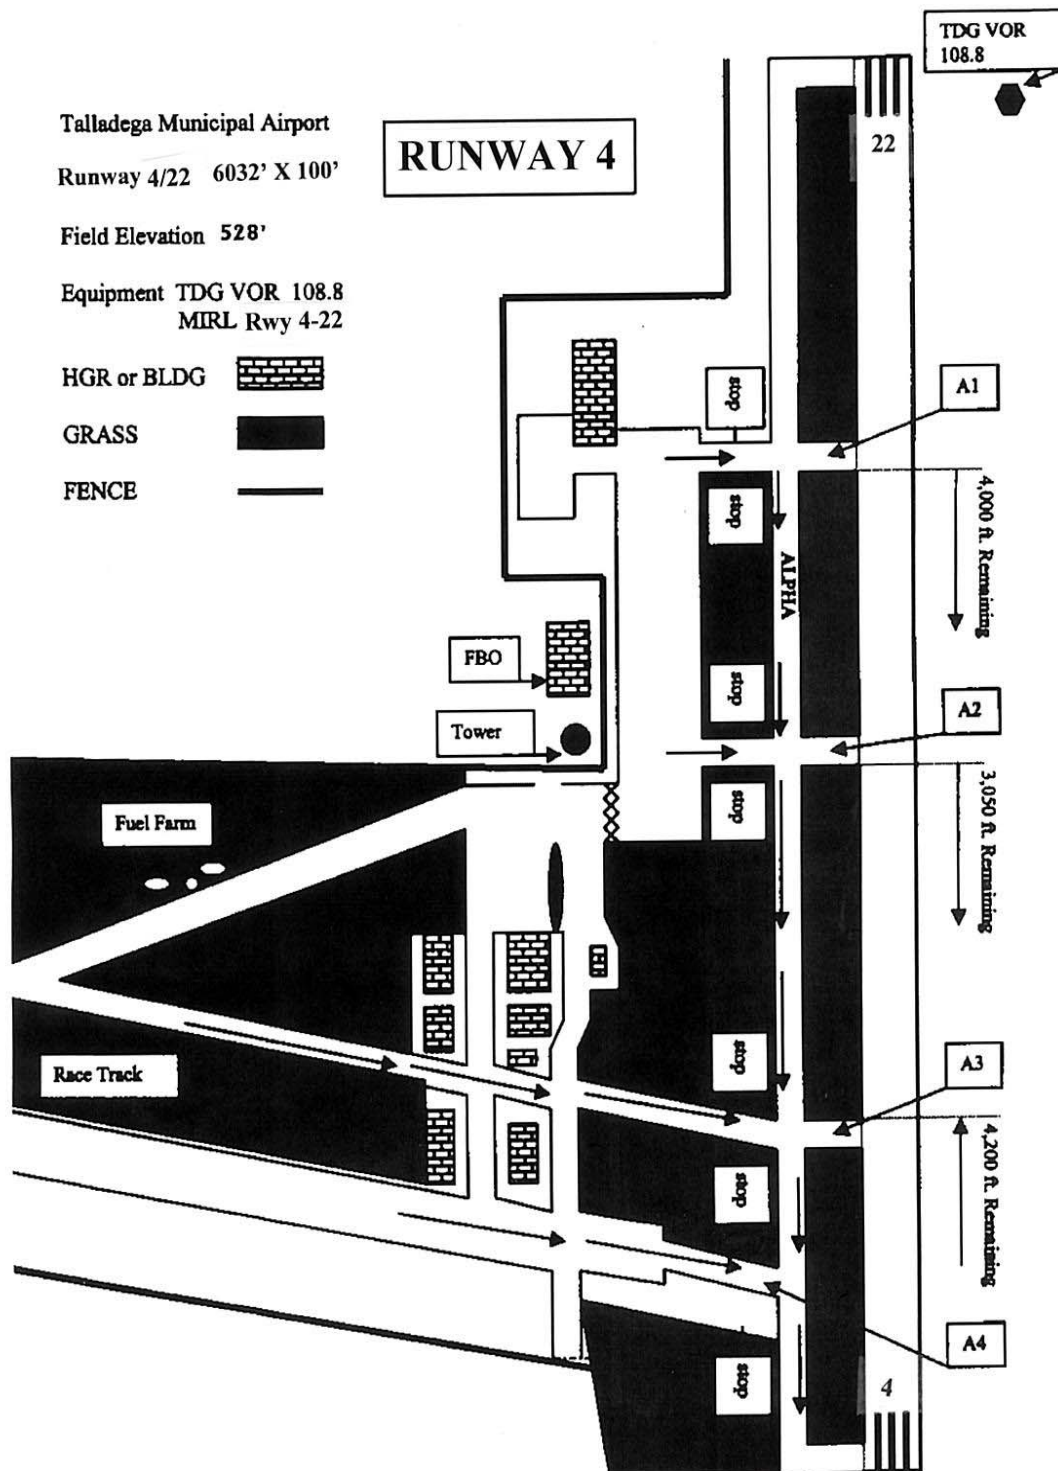 TDG VOR
108.8
Talladega Municipal Airport
RUNWAY 4
Runway 4/22 6032' X 100'
22
Field Elevation 528'
Equipment TDG VOR 108.8
MIRL Rwy 4-22
HGR or BLDG
GRASS
FENCE
stop
A1
stop
4,000 ft. Remaining
ALPHA
FBO
stop
A2
Tower
stop
3,050 ft. Remaining
Fuel Farm
stop
A3
Race Track
stop
4,200 ft. Remaining
A4
stop
4